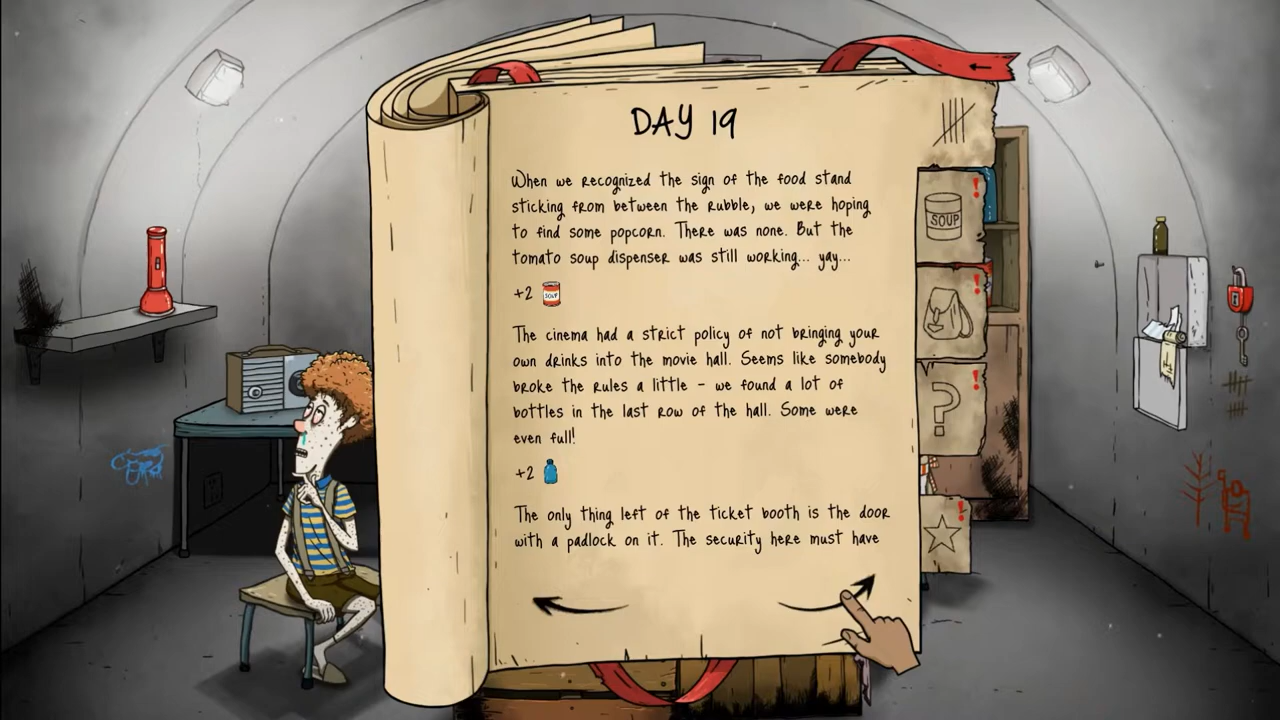 DAY 19
When we recognized the sign of the food stand
sticking from between the rubble, we were hoping
to find some popcorn. There was none. But the
tomato soup dispenser was still working... yay...
+2 SOUP
The cinema had a strict policy of not bringing your
own drinks into the movie hall. Seems like somebody
broke the rules a little - we found a lot of
bottles in the last row of the hall. Some were
even full!
+2
The only thing left of the ticket booth is the door
with a padlock on it. The security here must have
!
SOUP
!
!
?
!